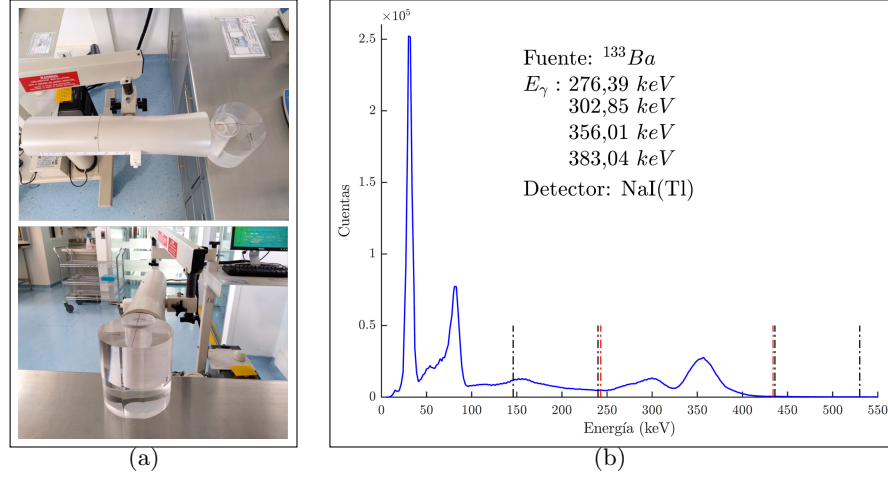 ×10⁵
2.5
2
1.5
1
0.5
0
Cuentas
Fuente: ¹³³Ba
Eγ : 276,39 keV
302,85 keV
356,01 keV
383,04 keV
Detector: NaI(Tl)
0 50 100 150 200 250 300 350 400 450 500 550
Energía (keV)
(a)
(b)